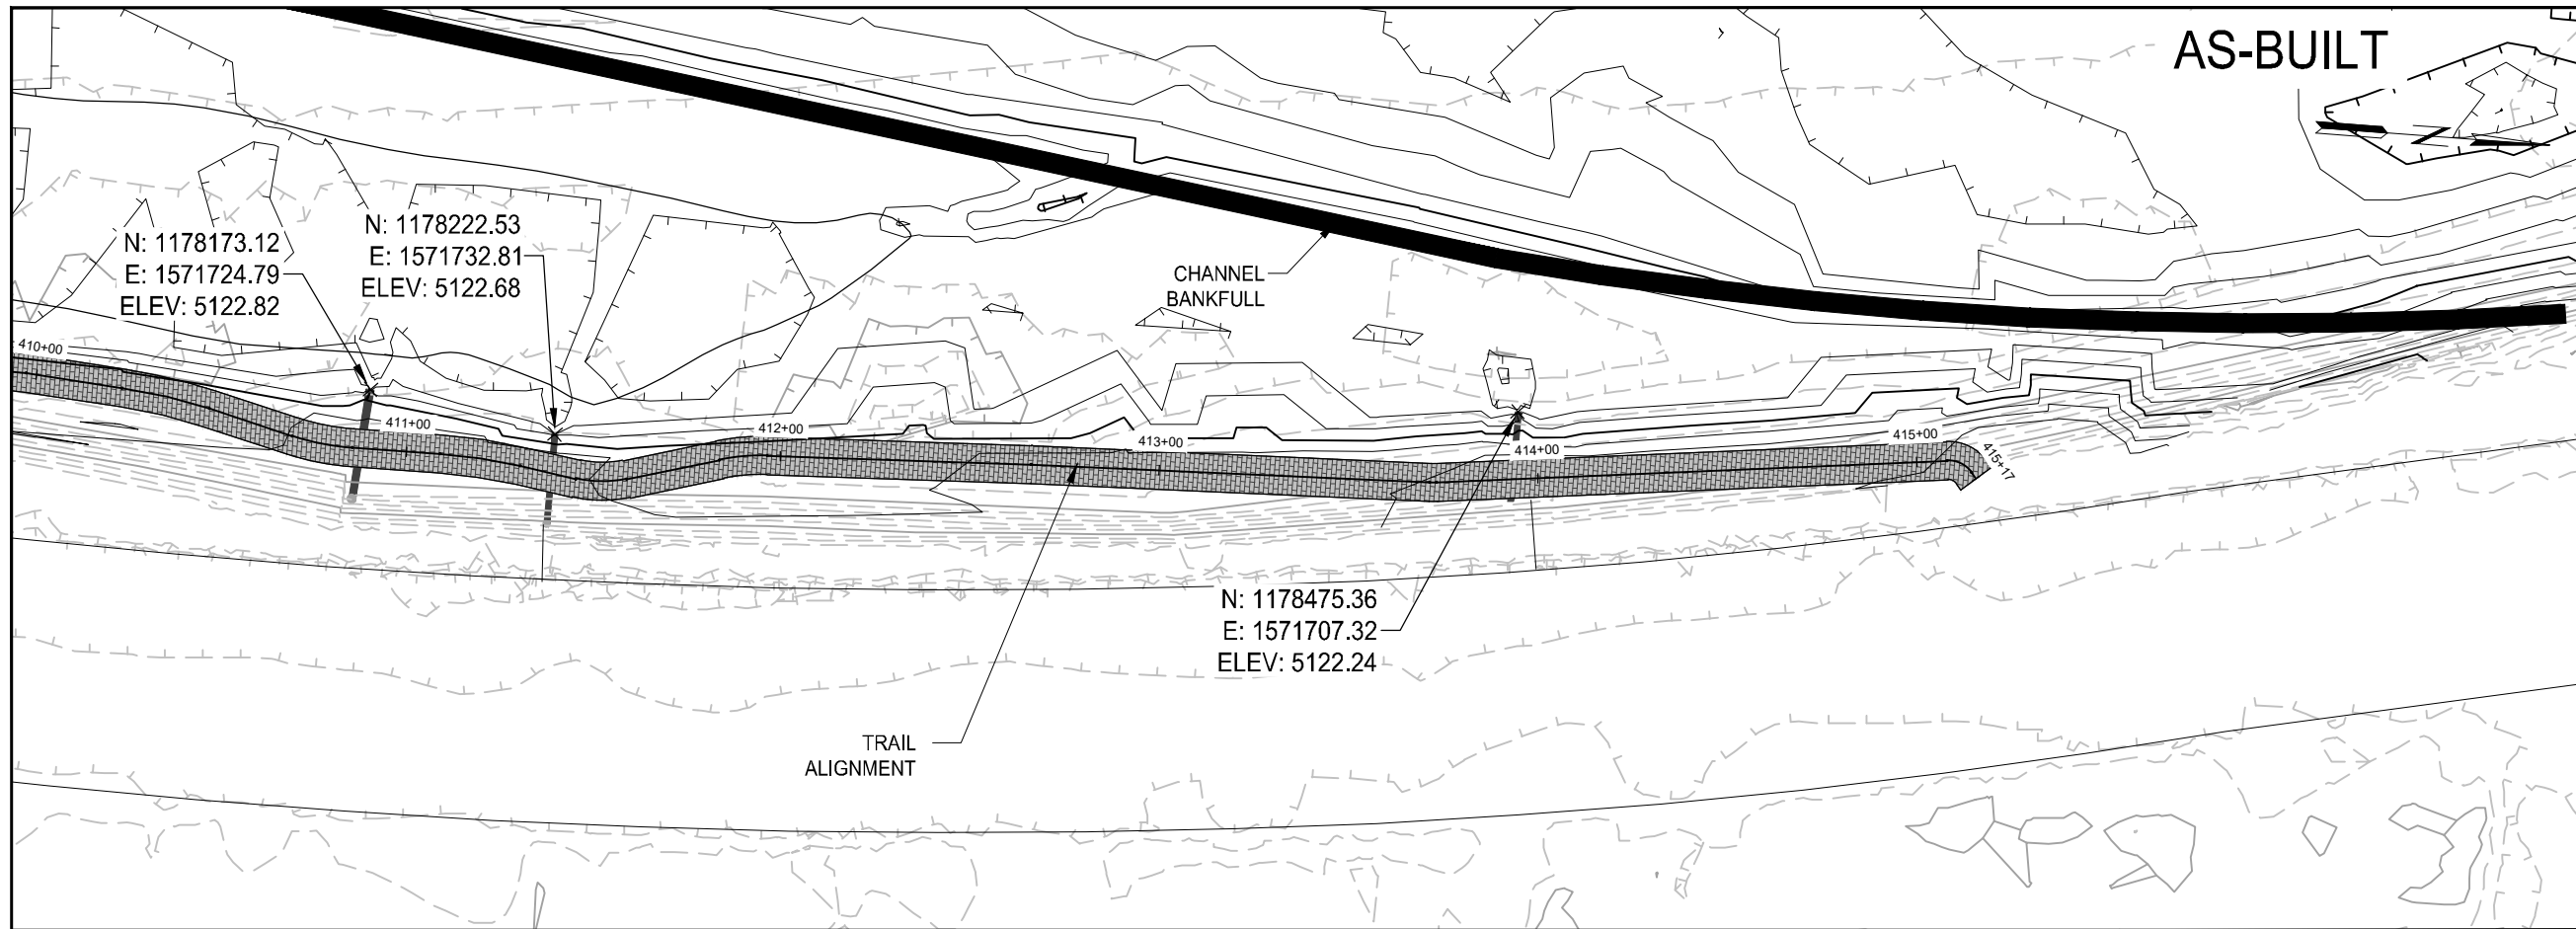 AS-BUILT
N: 1178173.12
E: 1571724.79
ELEV: 5122.82
N: 1178222.53
E: 1571732.81
ELEV: 5122.68
CHANNEL
BANKFULL
410+00
411+00
412+00
413+00
414+00
415+00
415+17
N: 1178475.36
E: 1571707.32
ELEV: 5122.24
TRAIL
ALIGNMENT